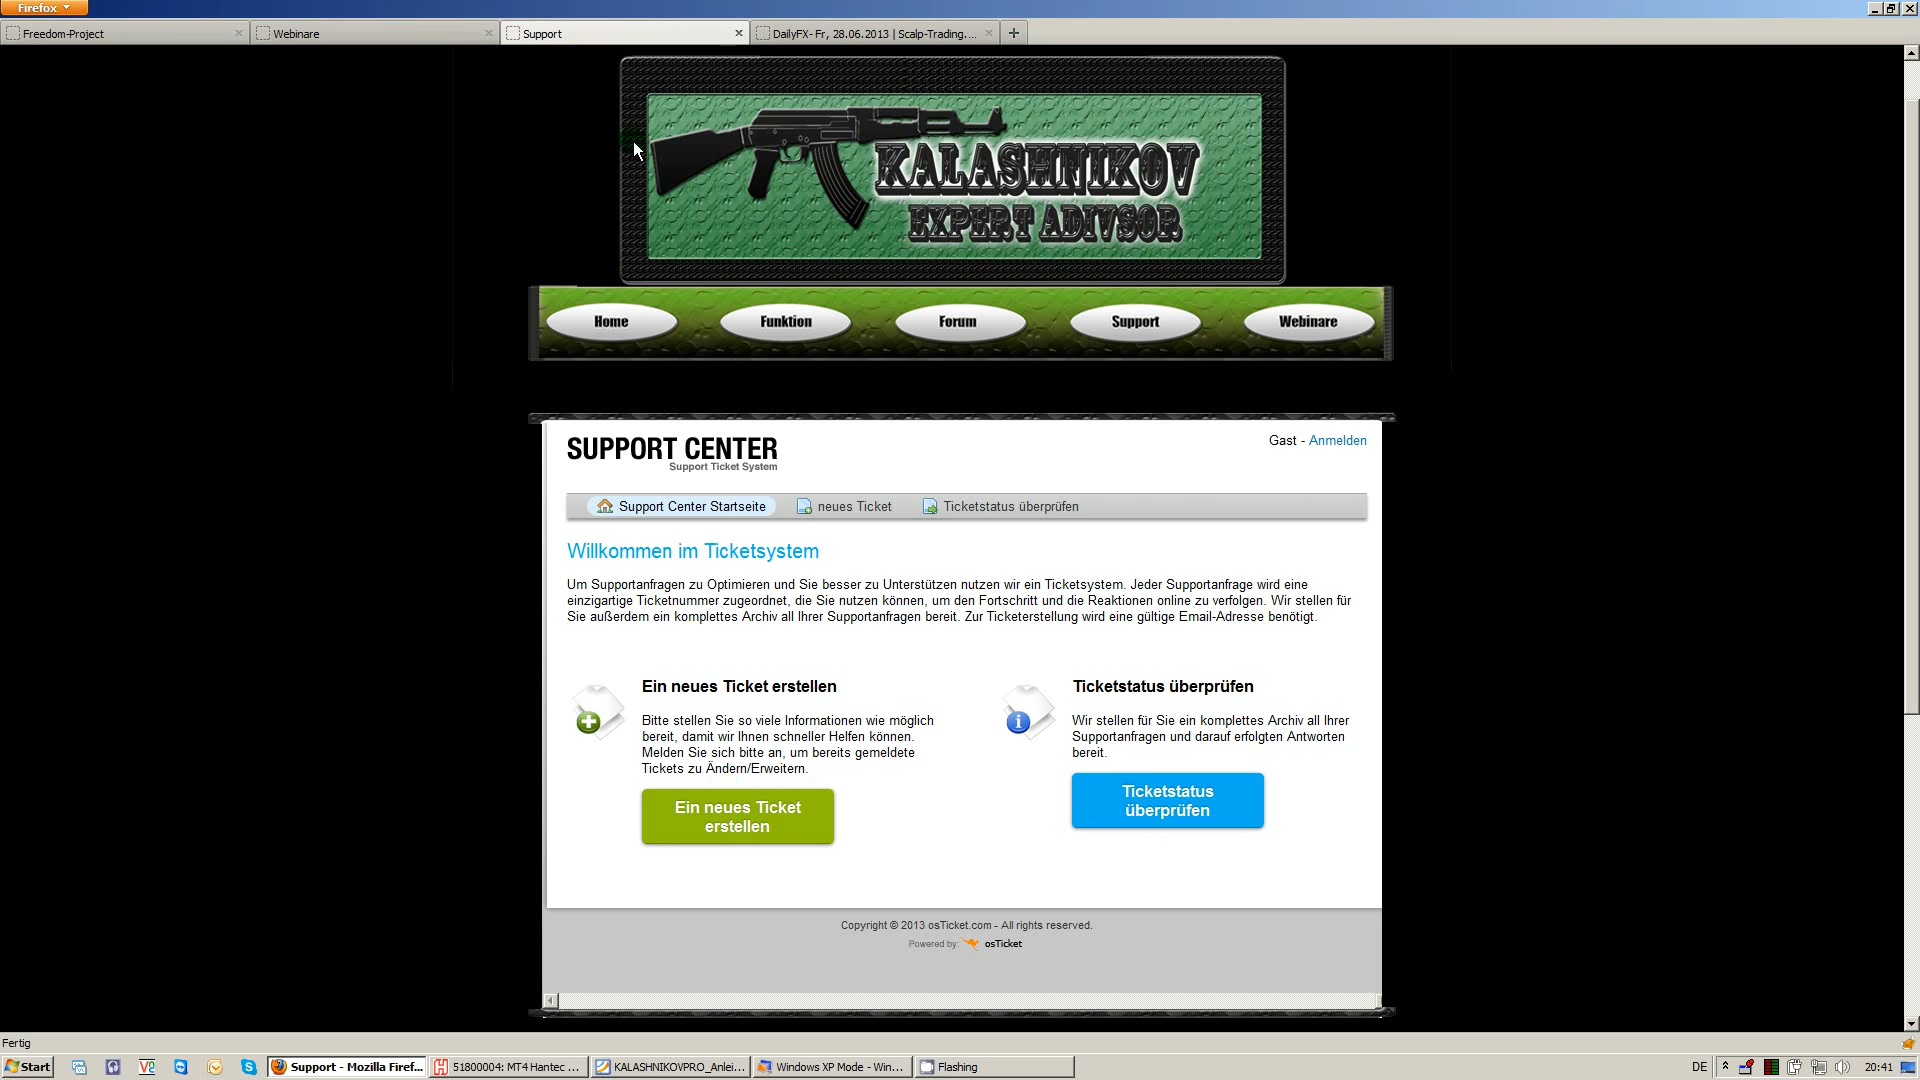 Firefox
Freedom-Project
Webinare
Support
DailyFX- Fr, 28.06.2013 | Scalp-Trading....
KALASHNIKOV
EXPERT ADIVSOR
Home
Funktion
Forum
Support
Webinare
SUPPORT CENTER
Support Ticket System
Gast - Anmelden
Support Center Startseite
neues Ticket
Ticketstatus überprüfen
Willkommen im Ticketsystem
Um Supportanfragen zu Optimieren und Sie besser zu Unterstützen nutzen wir ein Ticketsystem. Jeder Supportanfrage wird eine
einzigartige Ticketnummer zugeordnet, die Sie nutzen können, um den Fortschritt und die Reaktionen online zu verfolgen. Wir stellen für
Sie außerdem ein komplettes Archiv all Ihrer Supportanfragen bereit. Zur Ticketerstellung wird eine gültige Email-Adresse benötigt.
Ein neues Ticket erstellen
Bitte stellen Sie so viele Informationen wie möglich
bereit, damit wir Ihnen schneller Helfen können.
Melden Sie sich bitte an, um bereits gemeldete
Tickets zu Ändern/Erweitern.
Ein neues Ticket
erstellen
Ticketstatus überprüfen
Wir stellen für Sie ein komplettes Archiv all Ihrer
Supportanfragen und darauf erfolgten Antworten
bereit.
Ticketstatus
überprüfen
Copyright © 2013 osTicket.com - All rights reserved.
Powered by: osTicket
Fertig
Start
Support - Mozilla Firef...
51800004: MT4 Hantec ...
KALASHNIKOVPRO_Anlei...
Windows XP Mode - Win...
Flashing
DE
20:41